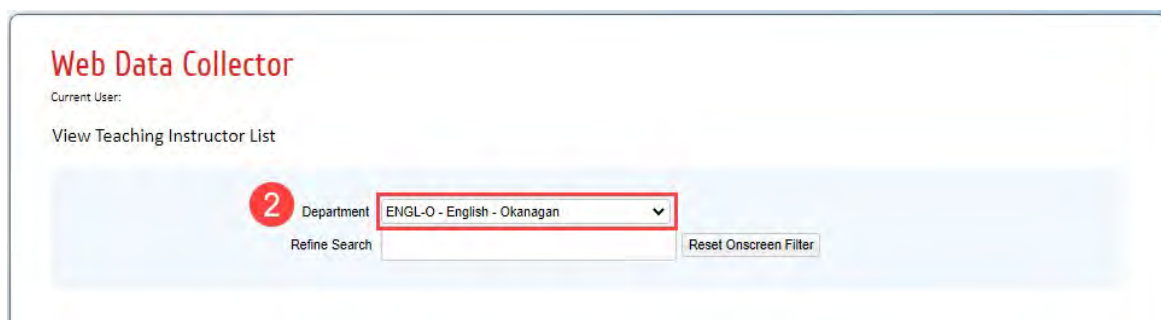 Web Data Collector
Current User:
View Teaching Instructor List
2 Department ENGL-O - English - Okanagan
Refine Search Reset Onscreen Filter